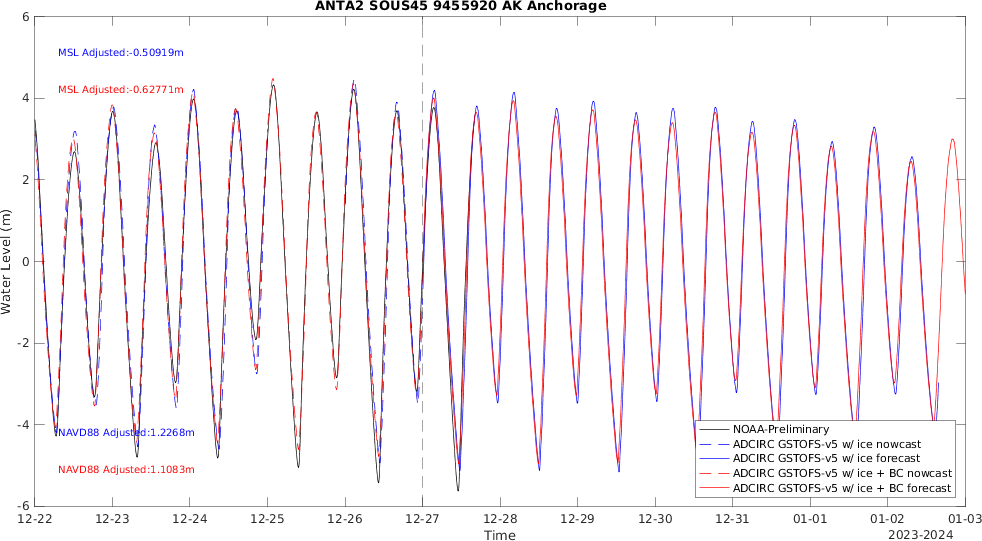 ANTA2 SOUS45 9455920 AK Anchorage
6
4
2
0
-2
-4
-6
Water Level (m)
MSL Adjusted:-0.50919m
MSL Adjusted:-0.62771m
NAVD88 Adjusted:1.2268m
NAVD88 Adjusted:1.1083m
NOAA-Preliminary
ADCIRC GSTOFS-v5 w/ ice nowcast
ADCIRC GSTOFS-v5 w/ ice forecast
ADCIRC GSTOFS-v5 w/ ice + BC nowcast
ADCIRC GSTOFS-v5 w/ ice + BC forecast
12-22 12-23 12-24 12-25 12-26 12-27 12-28 12-29 12-30 12-31 01-01 01-02 01-03
Time
2023-2024